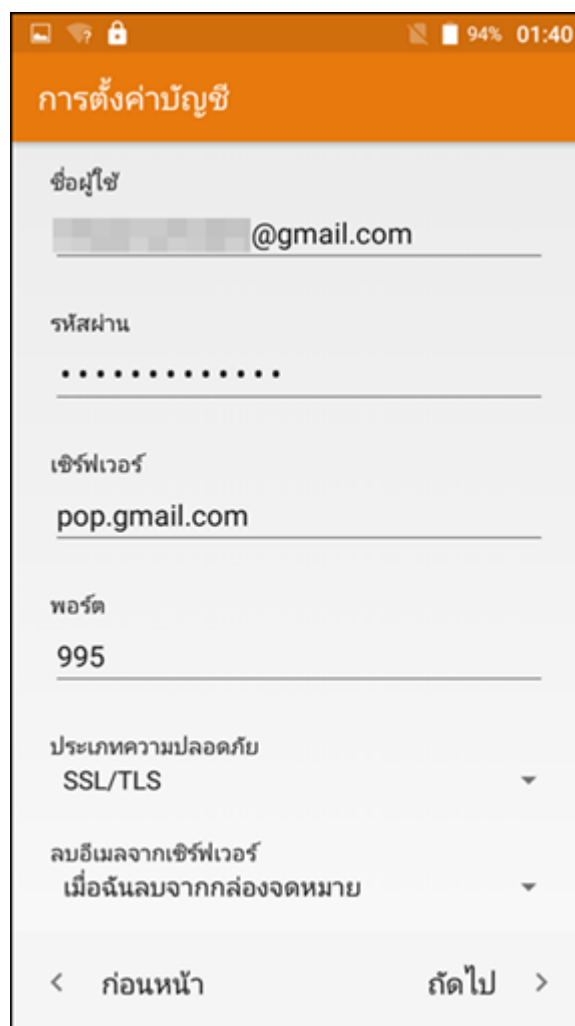 94% 01:40
การตั้งค่าบัญชี
ชื่อผู้ใช้
@gmail.com
รหัสผ่าน
•••••••••••••
เซิร์ฟเวอร์
pop.gmail.com
พอร์ต
995
ประเภทความปลอดภัย
SSL/TLS
ลบอีเมลจากเซิร์ฟเวอร์
เมื่อฉันลบจากกล่องจดหมาย
< ก่อนหน้า ถัดไป >